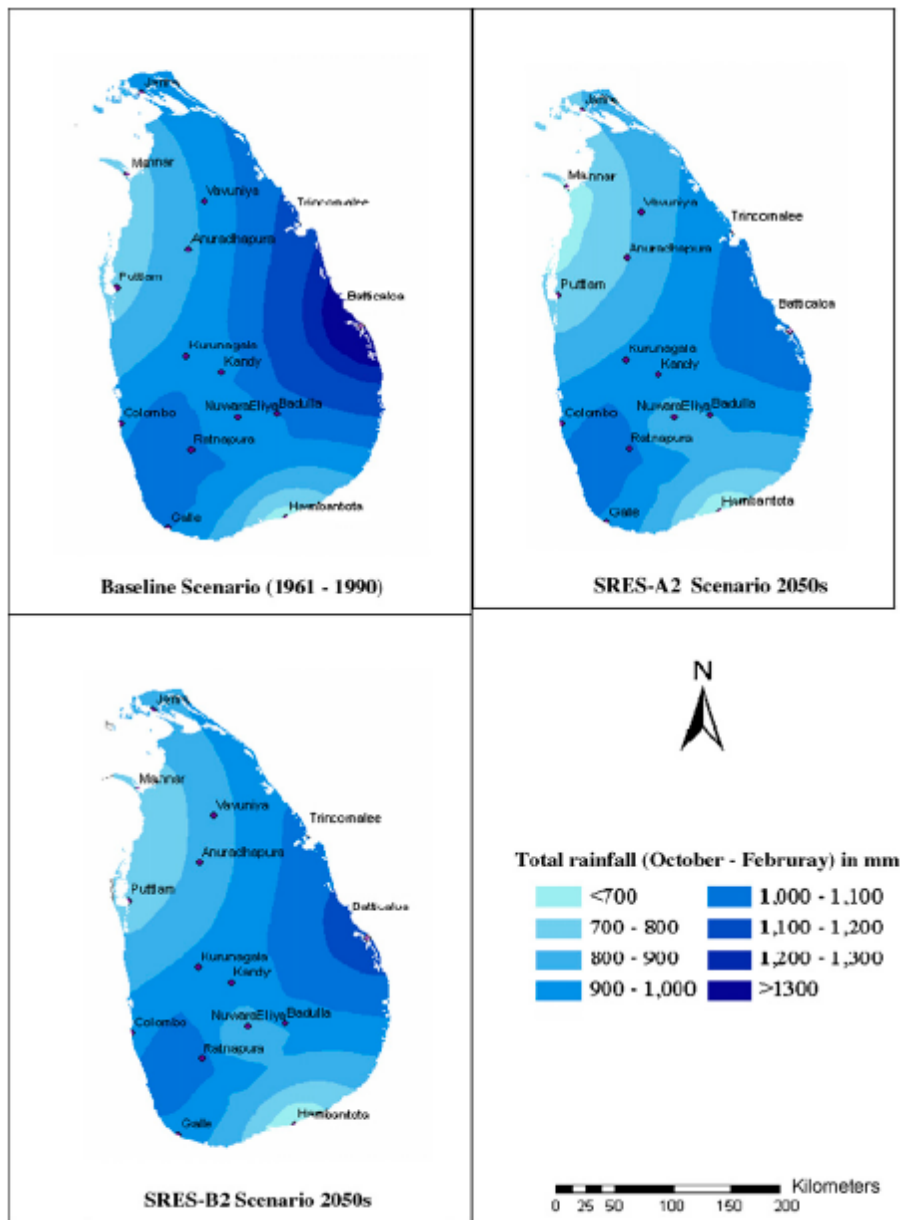 Jaffna
Mannar
Vavuniya
Trincomalee
Anuradhapura
Puttlam
Batticaloa
Kurunagala
Kandy
NuwaraEliya
Badulla
Colombo
Ratnapura
Hambantota
Galle
Baseline Scenario (1961 - 1990)
Jaffna
Mannar
Vavuniya
Trincomalee
Anuradhapura
Puttlam
Batticaloa
Kurunagala
Kandy
NuwaraEliya
Badulla
Colombo
Ratnapura
Hambantota
Galle
SRES-A2 Scenario 2050s
Jaffna
Mannar
Vavuniya
Trincomalee
Anuradhapura
Puttlam
Batticaloa
Kurunagala
Kandy
NuwaraEliya
Badulla
Colombo
Ratnapura
Hambantota
Galle
SRES-B2 Scenario 2050s
N
Total rainfall (October - Februray) in mm
<700
700 - 800
800 - 900
900 - 1,000
1,000 - 1,100
1,100 - 1,200
1,200 - 1,300
>1300
Kilometers
0 25 50 100 150 200